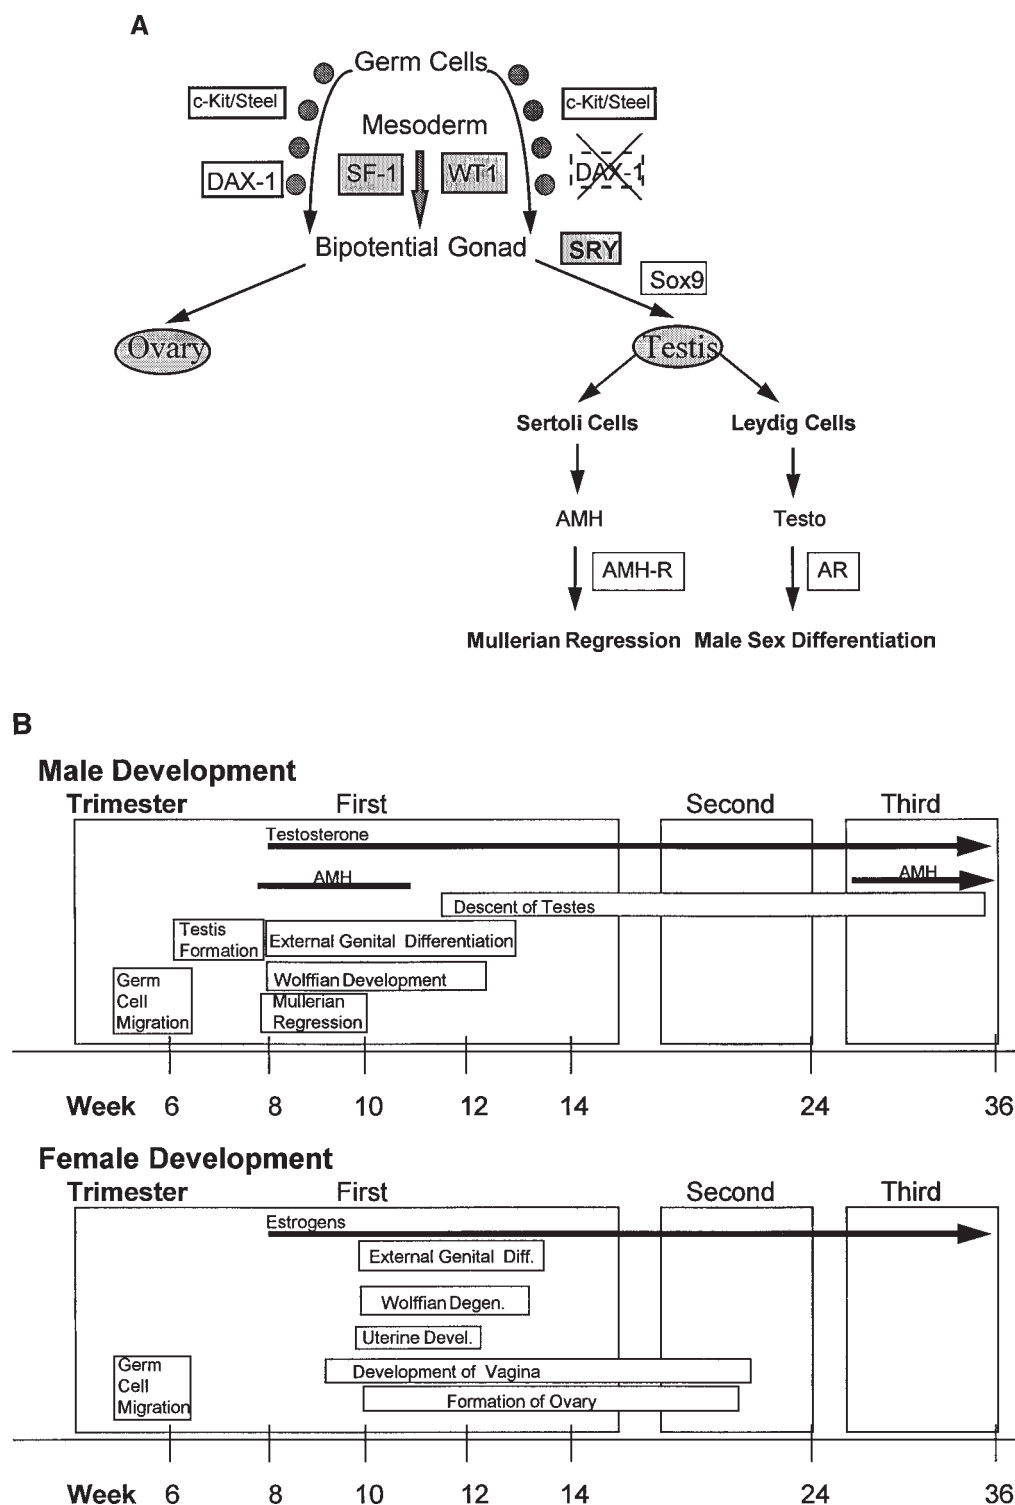 A
Germ Cells
c-Kit/Steel
c-Kit/Steel
Mesoderm
DAX-1
SF-1
WT1
DAX-1
Bipotential Gonad
SRY
Sox9
Ovary
Testis
Sertoli Cells
Leydig Cells
AMH
Testo
AMH-R
AR
Mullerian Regression
Male Sex Differentiation
B
Male Development
Trimester First Second Third
Testosterone
AMH
AMH
Descent of Testes
Testis
Formation
External Genital Differentiation
Germ
Cell
Migration
Wolffian Development
Mullerian
Regression
Week 6 8 10 12 14 24 36
Female Development
Trimester First Second Third
Estrogens
External Genital Diff.
Wolffian Degen.
Uterine Devel.
Germ
Cell
Migration
Development of Vagina
Formation of Ovary
Week 6 8 10 12 14 24 36